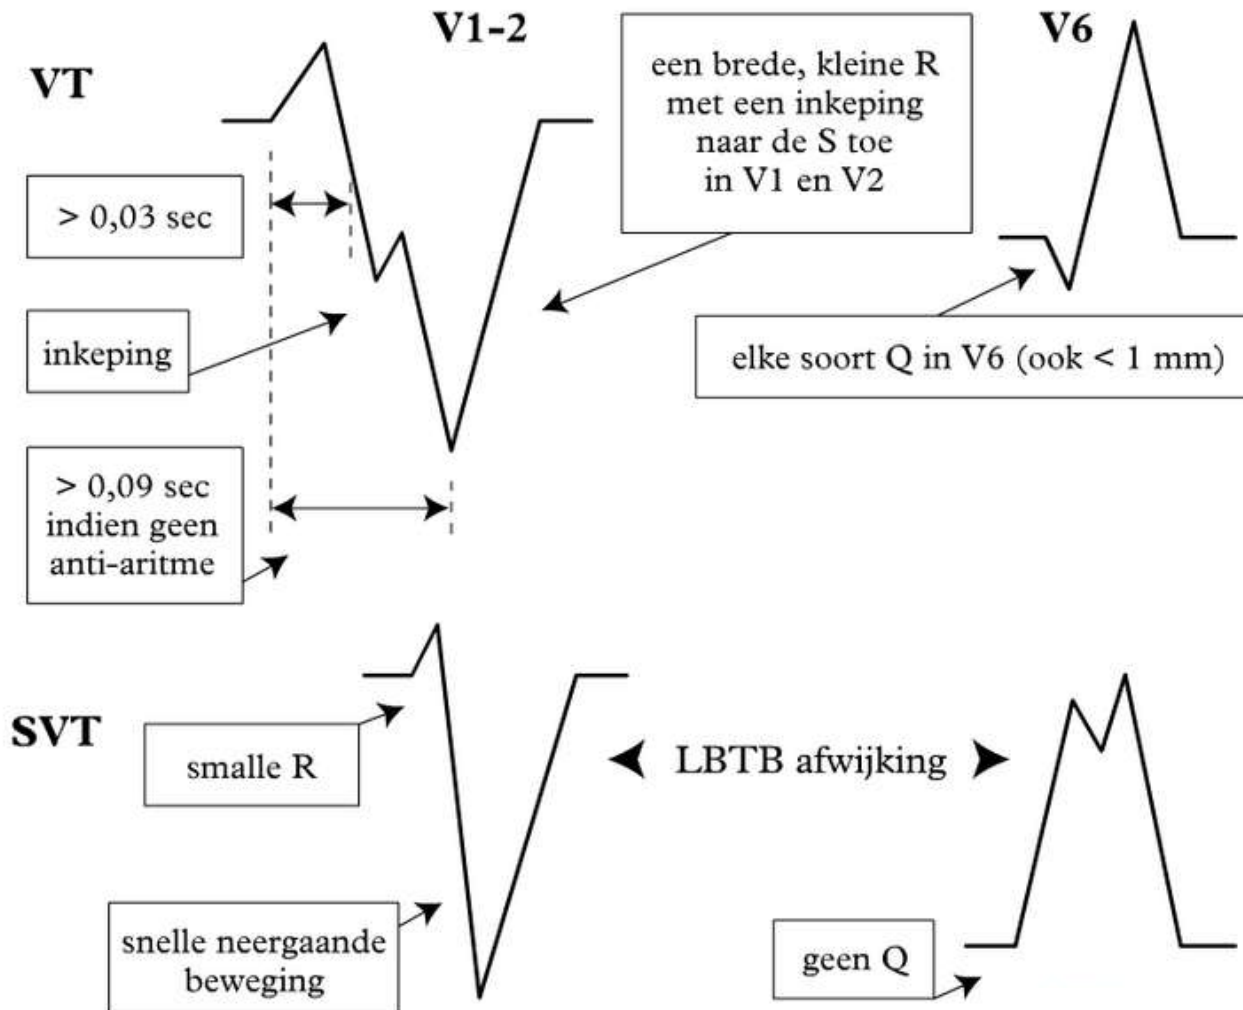 V1-2
V6
VT
een brede, kleine R
met een inkeping
naar de S toe
in V1 en V2
> 0,03 sec
inkeping
elke soort Q in V6 (ook < 1 mm)
> 0,09 sec
indien geen
anti-aritme
SVT
smalle R
LBTB afwijking
snelle neergaande
beweging
geen Q